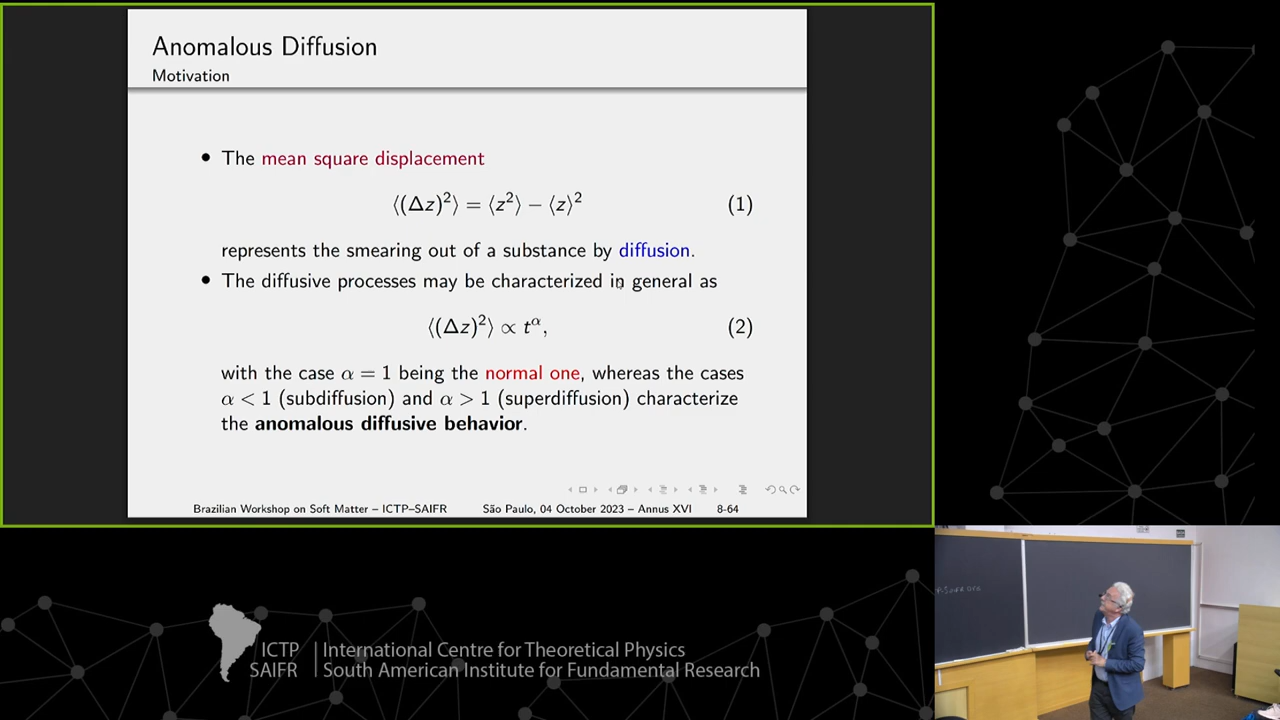 Anomalous Diffusion
Motivation
• The mean square displacement
⟨(Δz)²⟩ = ⟨z²⟩ − ⟨z⟩² (1)
represents the smearing out of a substance by diffusion.
• The diffusive processes may be characterized in general as
⟨(Δz)²⟩ ∝ t^α, (2)
with the case α = 1 being the normal one, whereas the cases
α < 1 (subdiffusion) and α > 1 (superdiffusion) characterize
the anomalous diffusive behavior.
Brazilian Workshop on Soft Matter – ICTP–SAIFR São Paulo, 04 October 2023 – Annus XVI 8-64
ICTP International Centre for Theoretical Physics
SAIFR South American Institute for Fundamental Research